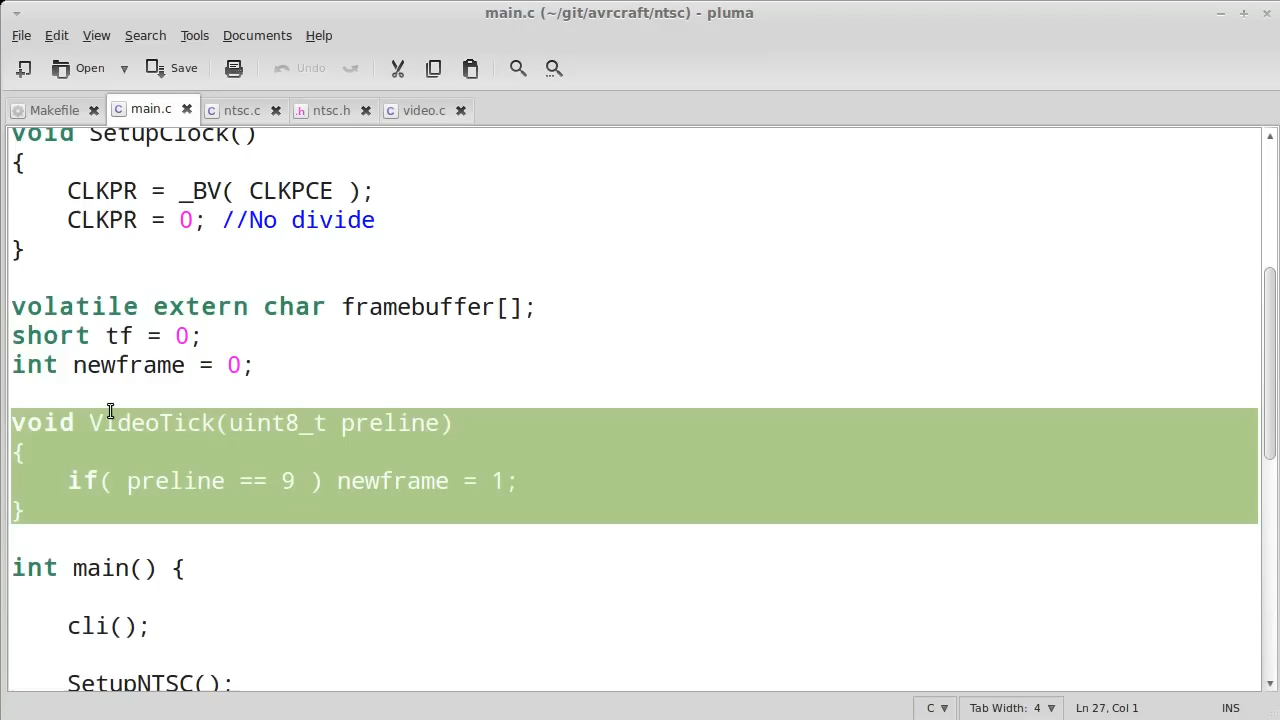 main.c (~/git/avrcraft/ntsc) - pluma
File Edit View Search Tools Documents Help
Open Save Undo
Makefile main.c ntsc.c ntsc.h video.c
void SetupClock()
{
CLKPR = _BV( CLKPCE );
CLKPR = 0; //No divide
}
volatile extern char framebuffer[];
short tf = 0;
int newframe = 0;
void VideoTick(uint8_t preline)
{
if( preline == 9 ) newframe = 1;
}
int main() {
cli();
SetupNTSC();
C Tab Width: 4 Ln 27, Col 1 INS